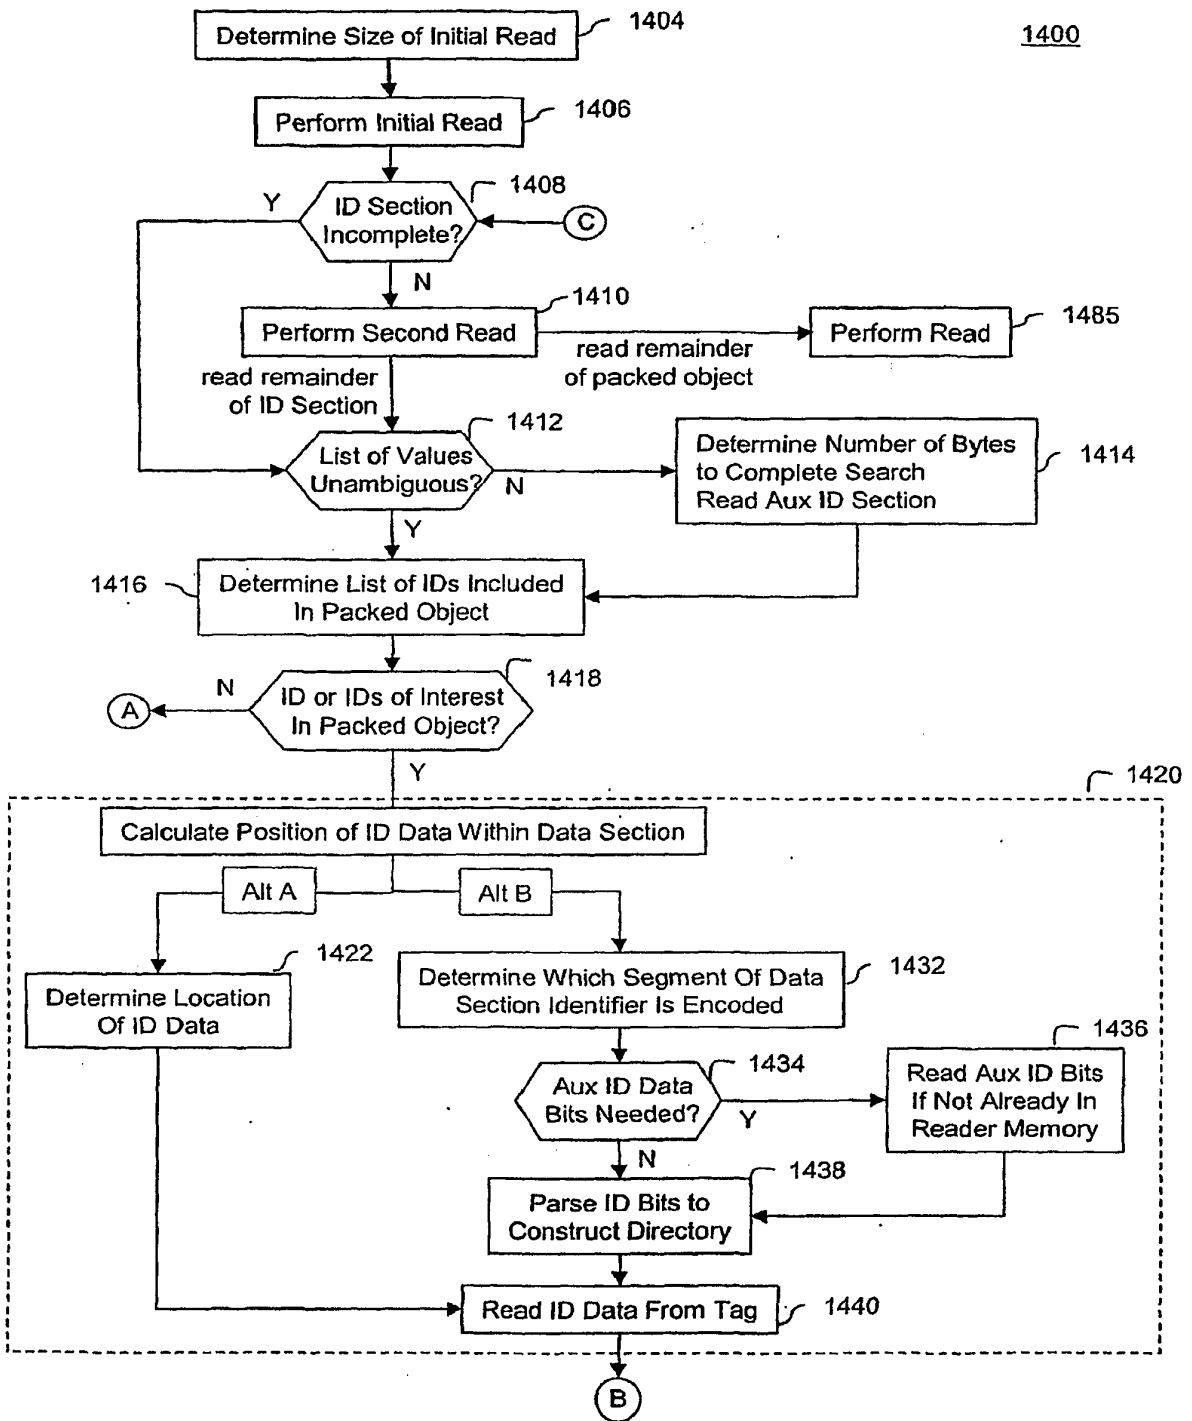 1400
Determine Size of Initial Read
1404
Perform Initial Read
1406
ID Section
Incomplete?
1408
Y
C
N
Perform Second Read
1410
read remainder
of packed object
Perform Read
1485
read remainder
of ID Section
List of Values
Unambiguous?
1412
N
Determine Number of Bytes
to Complete Search
Read Aux ID Section
1414
Y
1416
Determine List of IDs Included
In Packed Object
ID or IDs of Interest
In Packed Object?
1418
N
A
Y
1420
Calculate Position of ID Data Within Data Section
Alt A
Alt B
1422
Determine Location
Of ID Data
Determine Which Segment Of Data
Section Identifier Is Encoded
1432
Aux ID Data
Bits Needed?
1434
Y
Read Aux ID Bits
If Not Already In
Reader Memory
1436
N
Parse ID Bits to
Construct Directory
1438
Read ID Data From Tag
1440
B